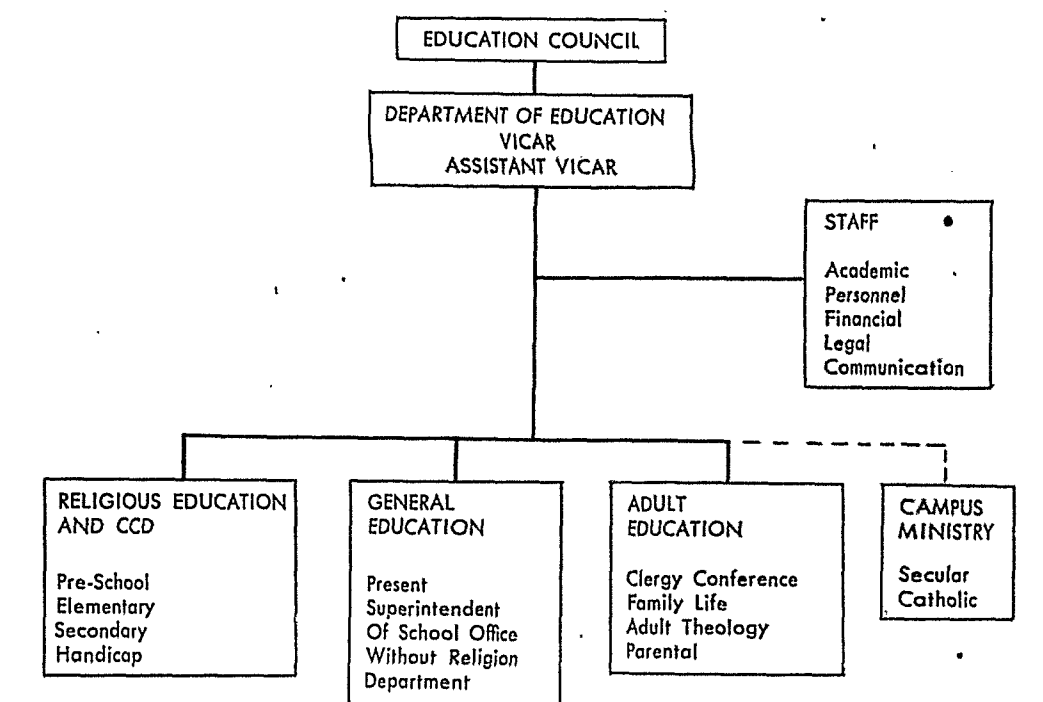 EDUCATION COUNCIL
DEPARTMENT OF EDUCATION
VICAR
ASSISTANT VICAR
STAFF
Academic
Personnel
Financial
Legal
Communication
RELIGIOUS EDUCATION
AND CCD
Pre-School
Elementary
Secondary
Handicap
GENERAL
EDUCATION
Present
Superintendent
Of School Office
Without Religion
Department
ADULT
EDUCATION
Clergy Conference
Family Life
Adult Theology
Parental
CAMPUS
MINISTRY
Secular
Catholic